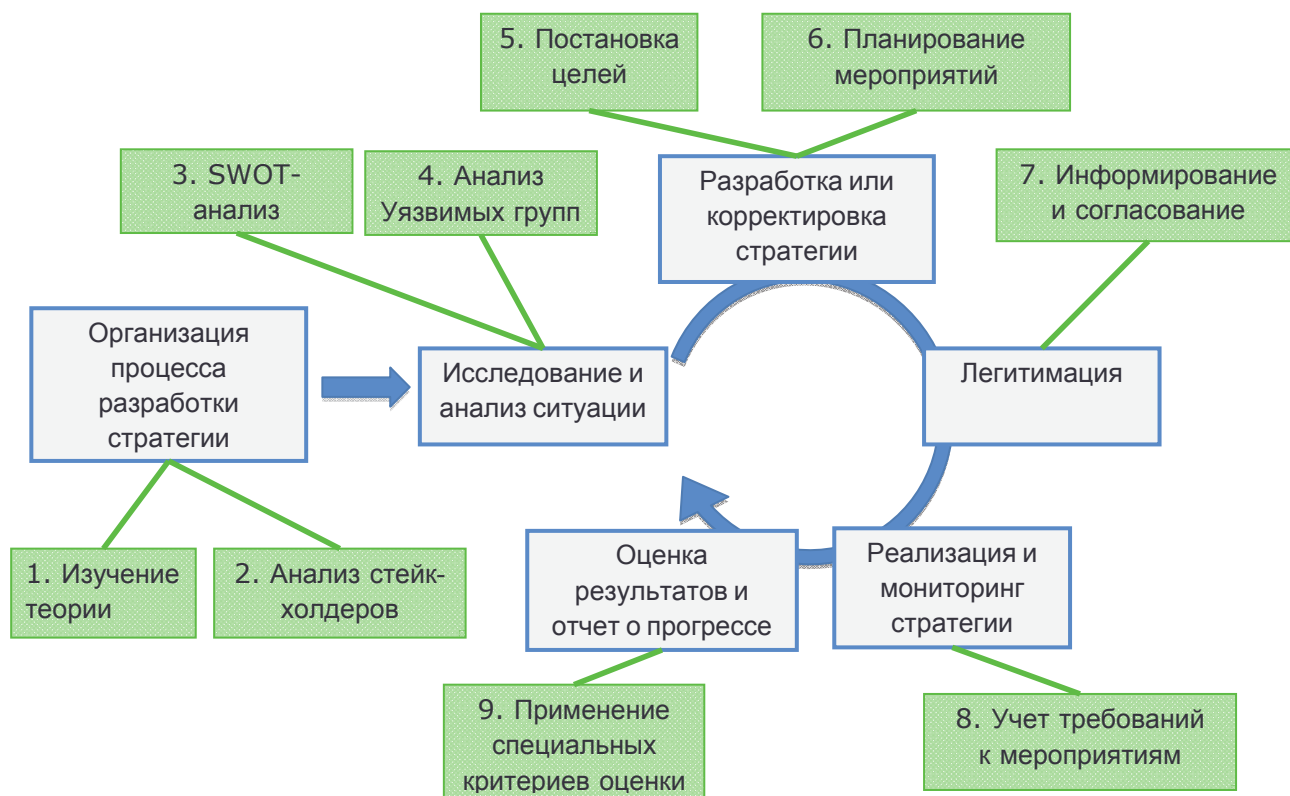 5. Постановка
целей
6. Планирование
мероприятий
3. SWOT-
анализ
4. Анализ
Уязвимых групп
Разработка или
корректировка
стратегии
7. Информирование
и согласование
Организация
процесса
разработки
стратегии
Исследование и
анализ ситуации
Легитимация
1. Изучение
теории
2. Анализ стейк-
холдеров
Оценка
результатов и
отчет о прогрессе
Реализация и
мониторинг
стратегии
9. Применение
специальных
критериев оценки
8. Учет требований
к мероприятиям